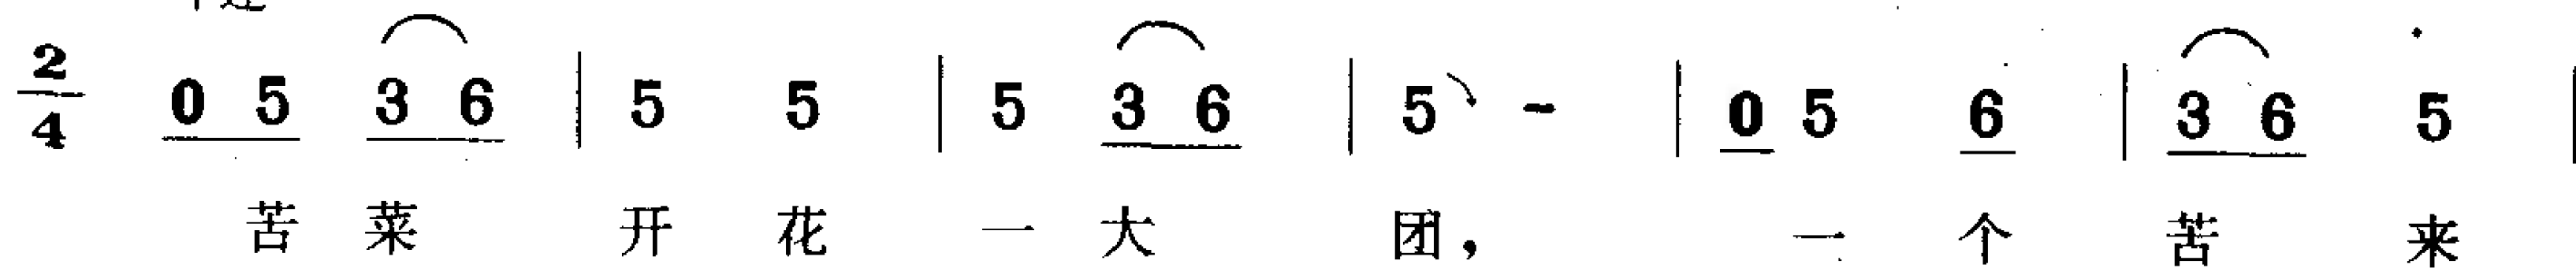 2/4 0 5 3 6 | 5 5 | 5 3 6 | 5 - | 0 5 6 | 3 6 5 |
苦菜 开花 一大 团， 一个 苦来